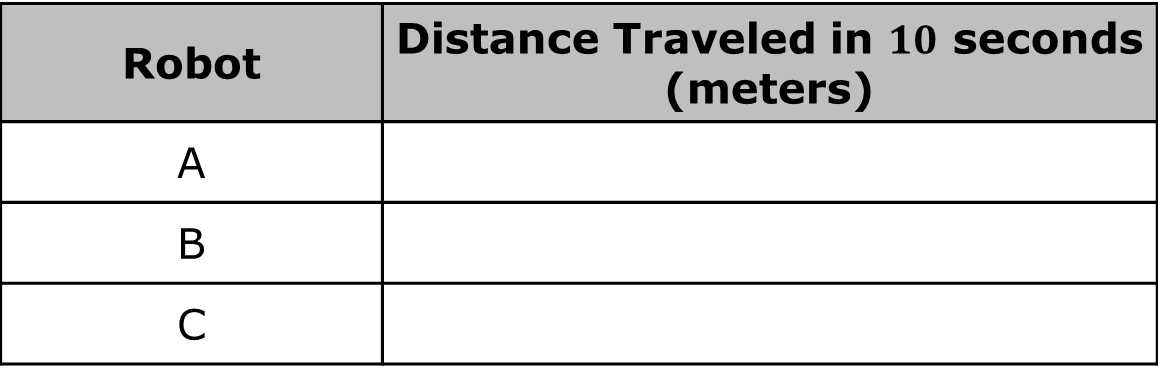 Robot
Distance Traveled in 10 seconds
(meters)
A
B
C